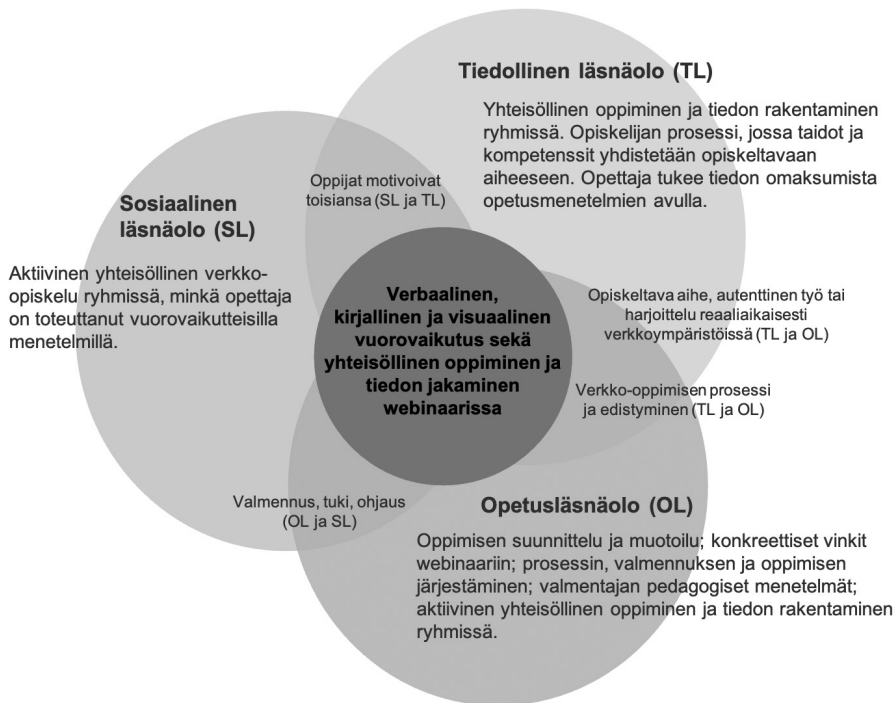 Tiedollinen läsnäolo (TL)
Yhteisöllinen oppiminen ja tiedon rakentaminen
ryhmissä. Opiskelijan prosessi, jossa taidot ja
kompetenssit yhdistetään opiskeltavaan
aiheeseen. Opettaja tukee tiedon omaksumista
opetusmenetelmien avulla.
Oppijat motivoivat
toisiansa (SL ja TL)
Sosiaalinen
läsnäolo (SL)
Aktiivinen yhteisöllinen verkko-
opiskelu ryhmissä, minkä opettaja
on toteuttanut vuorovaikutteisilla
menetelmillä.
Verbaalinen,
kirjallinen ja visuaalinen
vuorovaikutus sekä
yhteisöllinen oppiminen ja
tiedon jakaminen
webinaarissa
Opiskeltava aihe, autenttinen työ tai
harjoittelu reaaliaikaisesti
verkkoympäristöissä (TL ja OL)
Verkko-oppimisen prosessi
ja edistyminen (TL ja OL)
Valmennus, tuki, ohjaus
(OL ja SL)
Opetusläsnäolo (OL)
Oppimisen suunnittelu ja muotoilu; konkreettiset vinkit
webinaariin; prosessin, valmennuksen ja oppimisen
järjestäminen; valmentajan pedagogiset menetelmät;
aktiivinen yhteisöllinen oppiminen ja tiedon rakentaminen
ryhmissä.